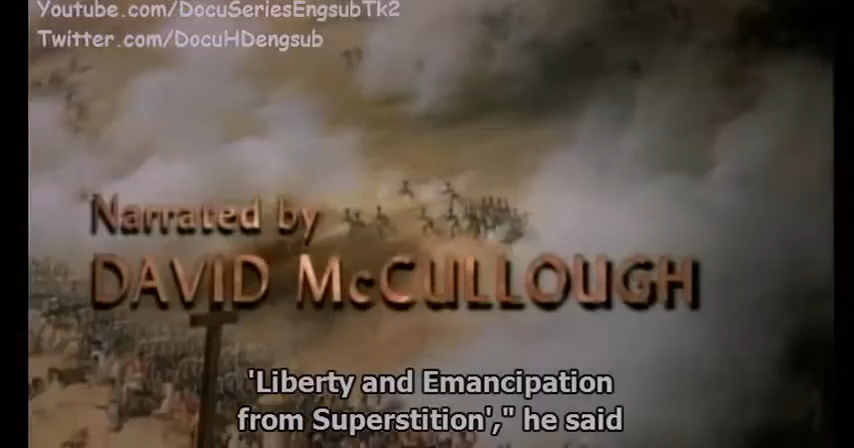 Youtube.com/DocuSeriesEngsubTk2
Twitter.com/DocuHDengsub
Narrated by
DAVID McCULLOUGH
'Liberty and Emancipation
from Superstition'," he said